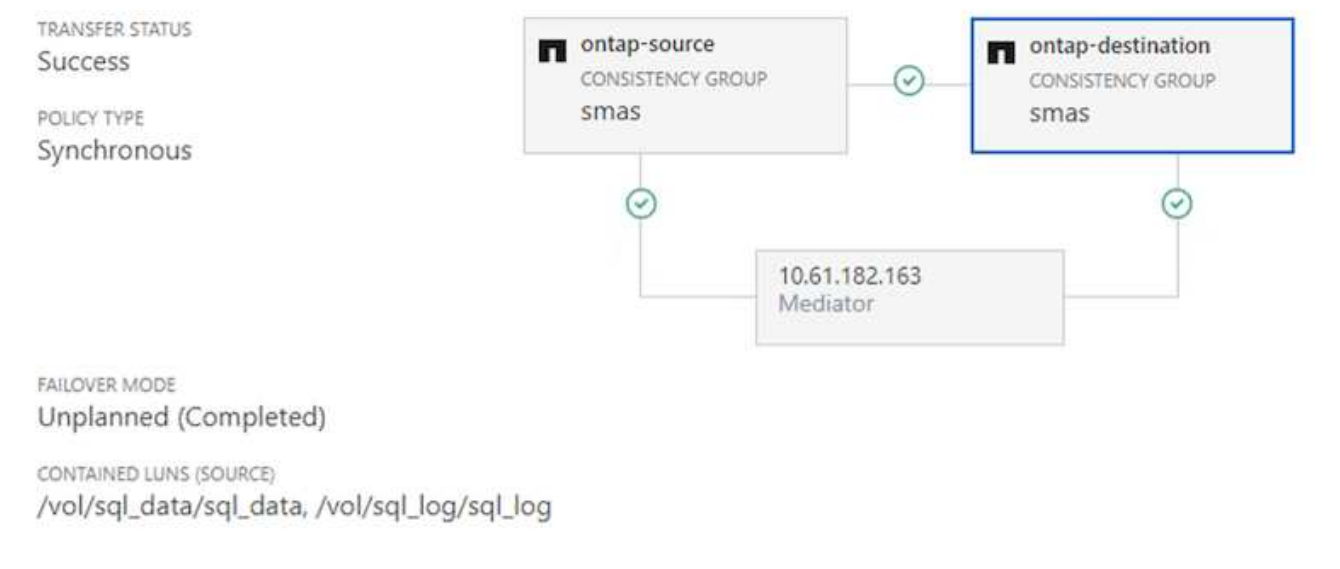 TRANSFER STATUS
Success
POLICY TYPE
Synchronous
ontap-source
CONSISTENCY GROUP
smas
ontap-destination
CONSISTENCY GROUP
smas
10.61.182.163
Mediator
FAILOVER MODE
Unplanned (Completed)
CONTAINED LUNS (SOURCE)
/vol/sql_data/sql_data, /vol/sql_log/sql_log